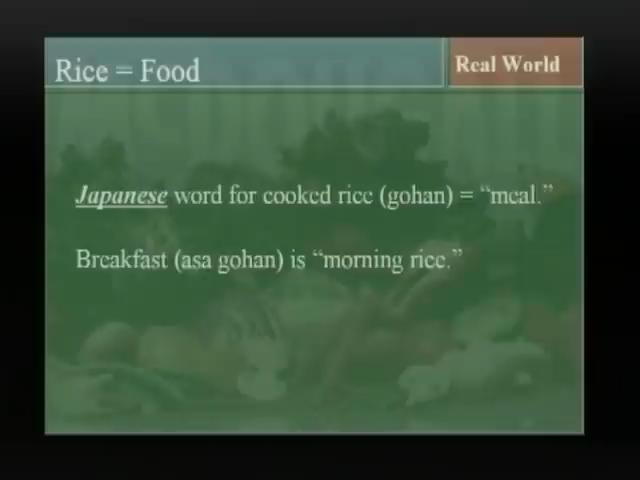 Rice = Food
Real World
Japanese word for cooked rice (gohan) = “meal.”
Breakfast (asa gohan) is “morning rice.”